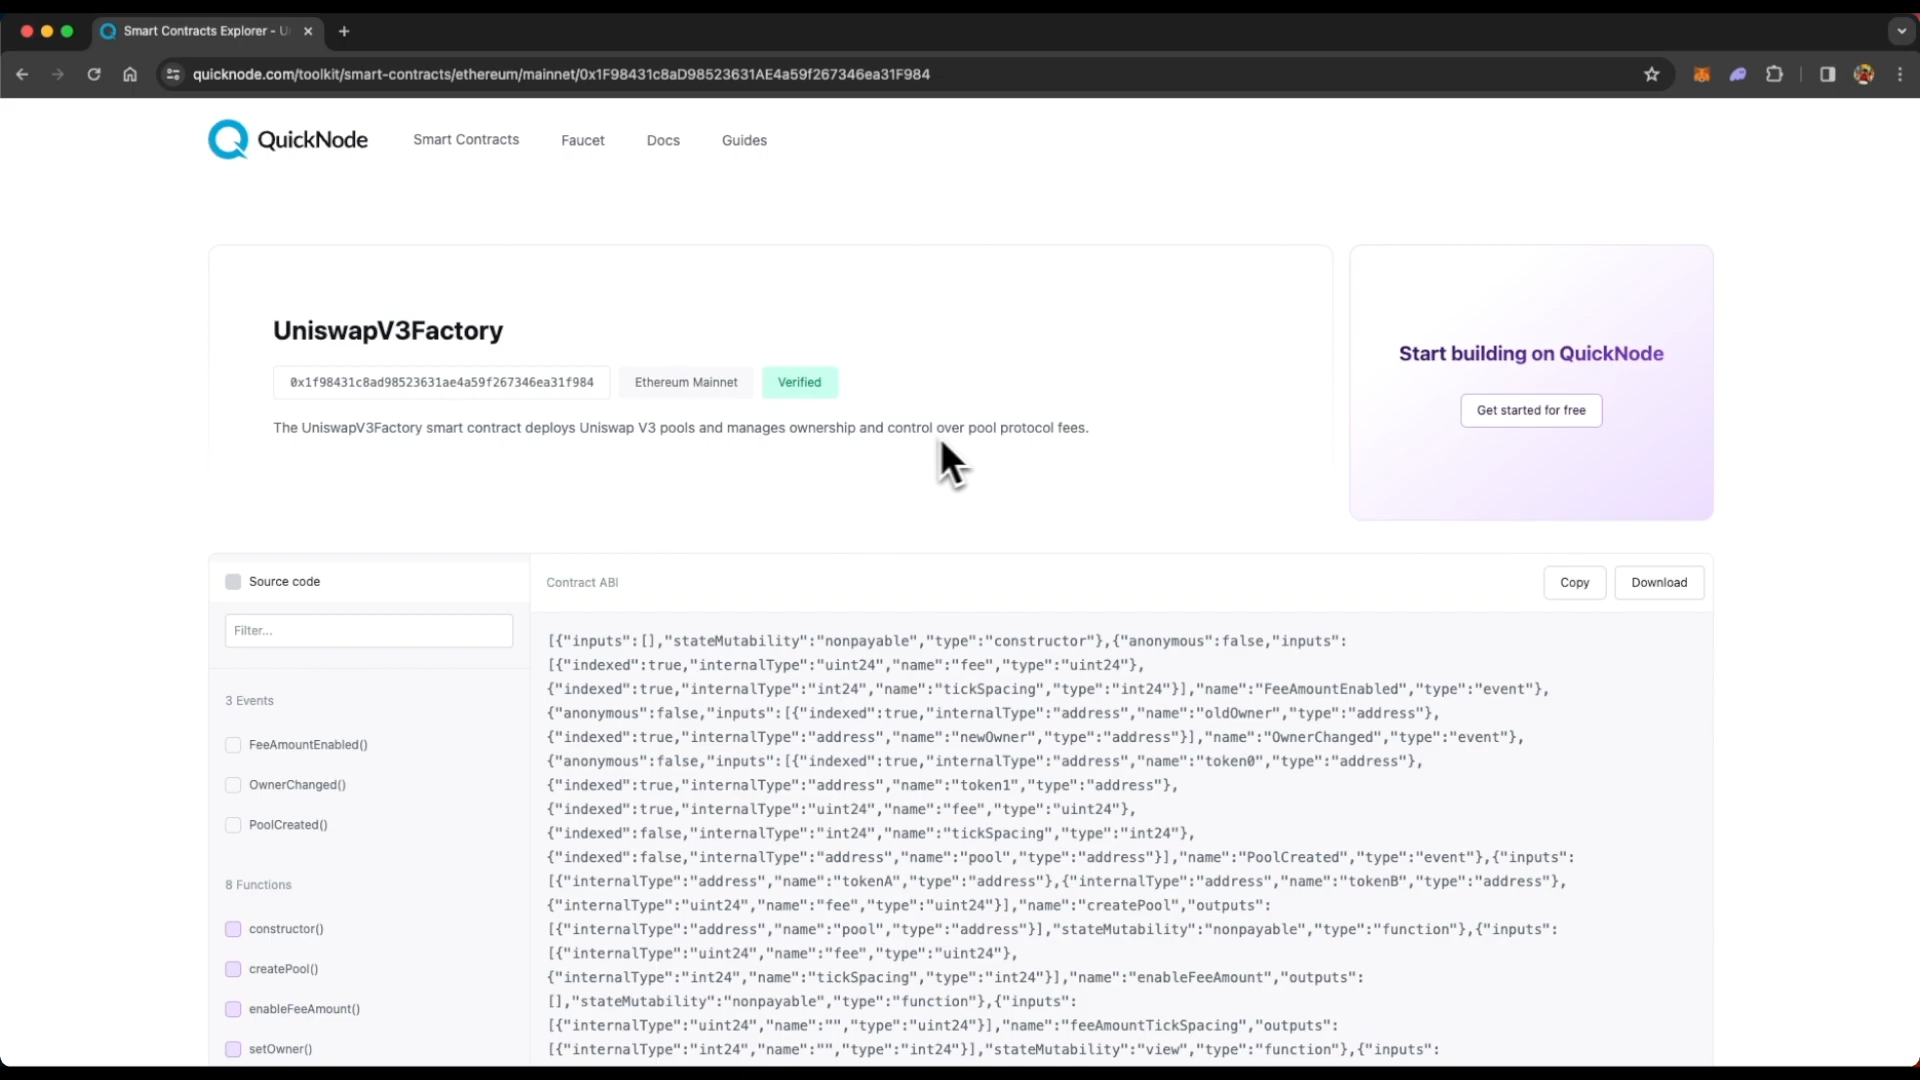 Smart Contracts Explorer - U
quicknode.com/toolkit/smart-contracts/ethereum/mainnet/0x1F98431c8aD98523631AE4a59f267346ea31F984
QuickNode
Smart Contracts
Faucet
Docs
Guides
UniswapV3Factory
0x1f98431c8ad98523631ae4a59f267346ea31f984
Ethereum Mainnet
Verified
The UniswapV3Factory smart contract deploys Uniswap V3 pools and manages ownership and control over pool protocol fees.
Start building on QuickNode
Get started for free
Source code
Filter...
3 Events
FeeAmountEnabled()
OwnerChanged()
PoolCreated()
8 Functions
constructor()
createPool()
enableFeeAmount()
setOwner()
Contract ABI
Copy
Download
[{"inputs":[],"stateMutability":"nonpayable","type":"constructor"},{"anonymous":false,"inputs":
[{"indexed":true,"internalType":"uint24","name":"fee","type":"uint24"},
{"indexed":true,"internalType":"int24","name":"tickSpacing","type":"int24"}],"name":"FeeAmountEnabled","type":"event"},
{"anonymous":false,"inputs":[{"indexed":true,"internalType":"address","name":"oldOwner","type":"address"},
{"indexed":true,"internalType":"address","name":"newOwner","type":"address"}],"name":"OwnerChanged","type":"event"},
{"anonymous":false,"inputs":[{"indexed":true,"internalType":"address","name":"token0","type":"address"},
{"indexed":true,"internalType":"address","name":"token1","type":"address"},
{"indexed":true,"internalType":"uint24","name":"fee","type":"uint24"},
{"indexed":false,"internalType":"int24","name":"tickSpacing","type":"int24"},
{"indexed":false,"internalType":"address","name":"pool","type":"address"}],"name":"PoolCreated","type":"event"},{"inputs":
[{"internalType":"address","name":"tokenA","type":"address"},{"internalType":"address","name":"tokenB","type":"address"},
{"internalType":"uint24","name":"fee","type":"uint24"}],"name":"createPool","outputs":
[{"internalType":"address","name":"pool","type":"address"}],"stateMutability":"nonpayable","type":"function"},{"inputs":
[{"internalType":"uint24","name":"fee","type":"uint24"},
{"internalType":"int24","name":"tickSpacing","type":"int24"}],"name":"enableFeeAmount","outputs":
[],"stateMutability":"nonpayable","type":"function"},{"inputs":
[{"internalType":"uint24","name":"","type":"uint24"}],"name":"feeAmountTickSpacing","outputs":
[{"internalType":"int24","name":"","type":"int24"}],"stateMutability":"view","type":"function"},{"inputs":